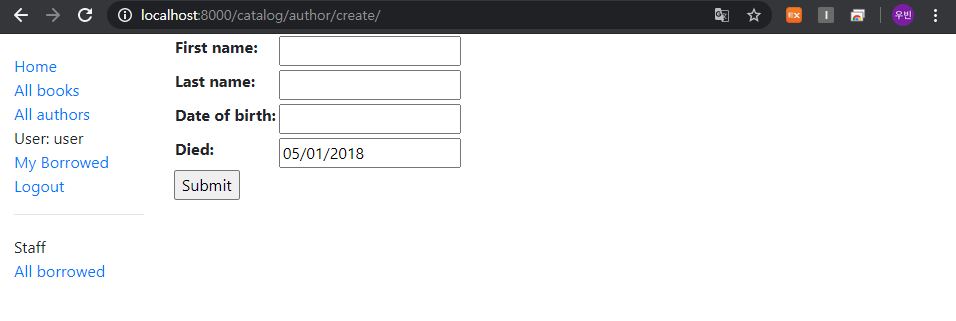 localhost:8000/catalog/author/create/
우빈
Home
All books
All authors
User: user
My Borrowed
Logout
Staff
All borrowed
First name:
Last name:
Date of birth:
Died: 05/01/2018
Submit